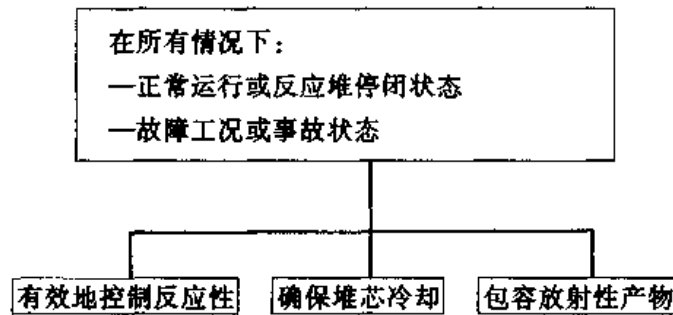 在所有情况下：
—正常运行或反应堆停闭状态
—故障工况或事故状态
有效地控制反应性
确保堆芯冷却
包容放射性产物